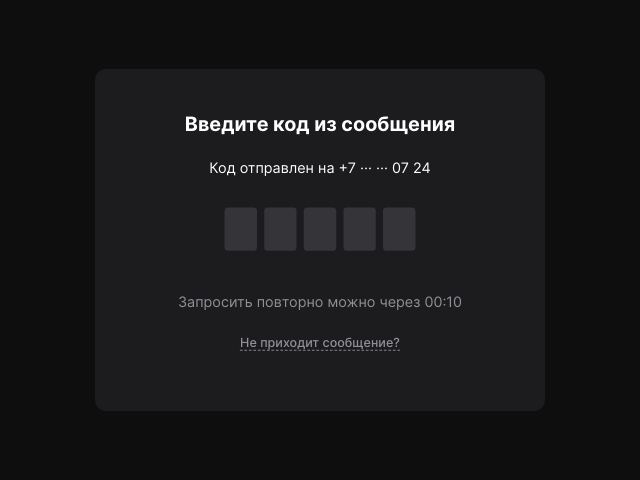 Введите код из сообщения
Код отправлен на +7 ··· ··· 07 24
Запросить повторно можно через 00:10
Не приходит сообщение?